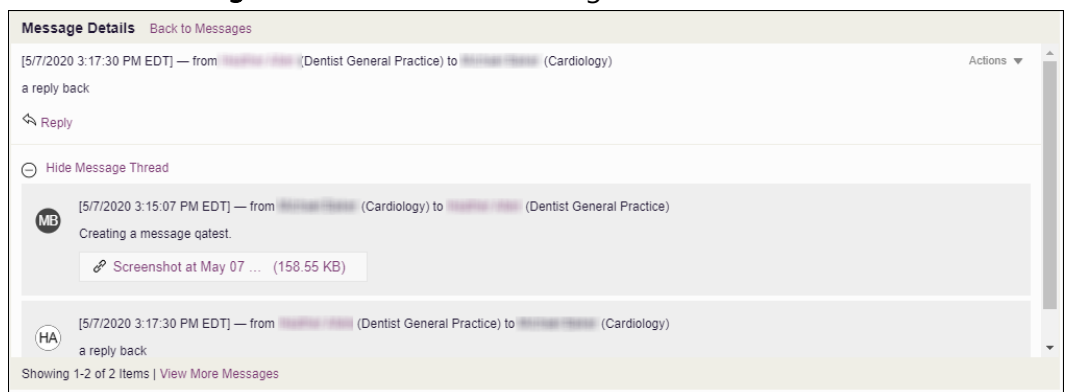 Message Details Back to Messages
[5/7/2020 3:17:30 PM EDT] — from (Dentist General Practice) to (Cardiology) Actions ▼
a reply back
Reply
Hide Message Thread
MB
[5/7/2020 3:15:07 PM EDT] — from (Cardiology) to (Dentist General Practice)
Creating a message qatest.
Screenshot at May 07 ... (158.55 KB)
HA
[5/7/2020 3:17:30 PM EDT] — from (Dentist General Practice) to (Cardiology)
a reply back
Showing 1-2 of 2 Items | View More Messages